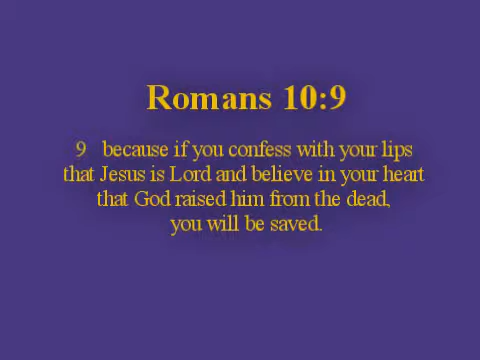 Romans 10:9
9 because if you confess with your lips
that Jesus is Lord and believe in your heart
that God raised him from the dead,
you will be saved.